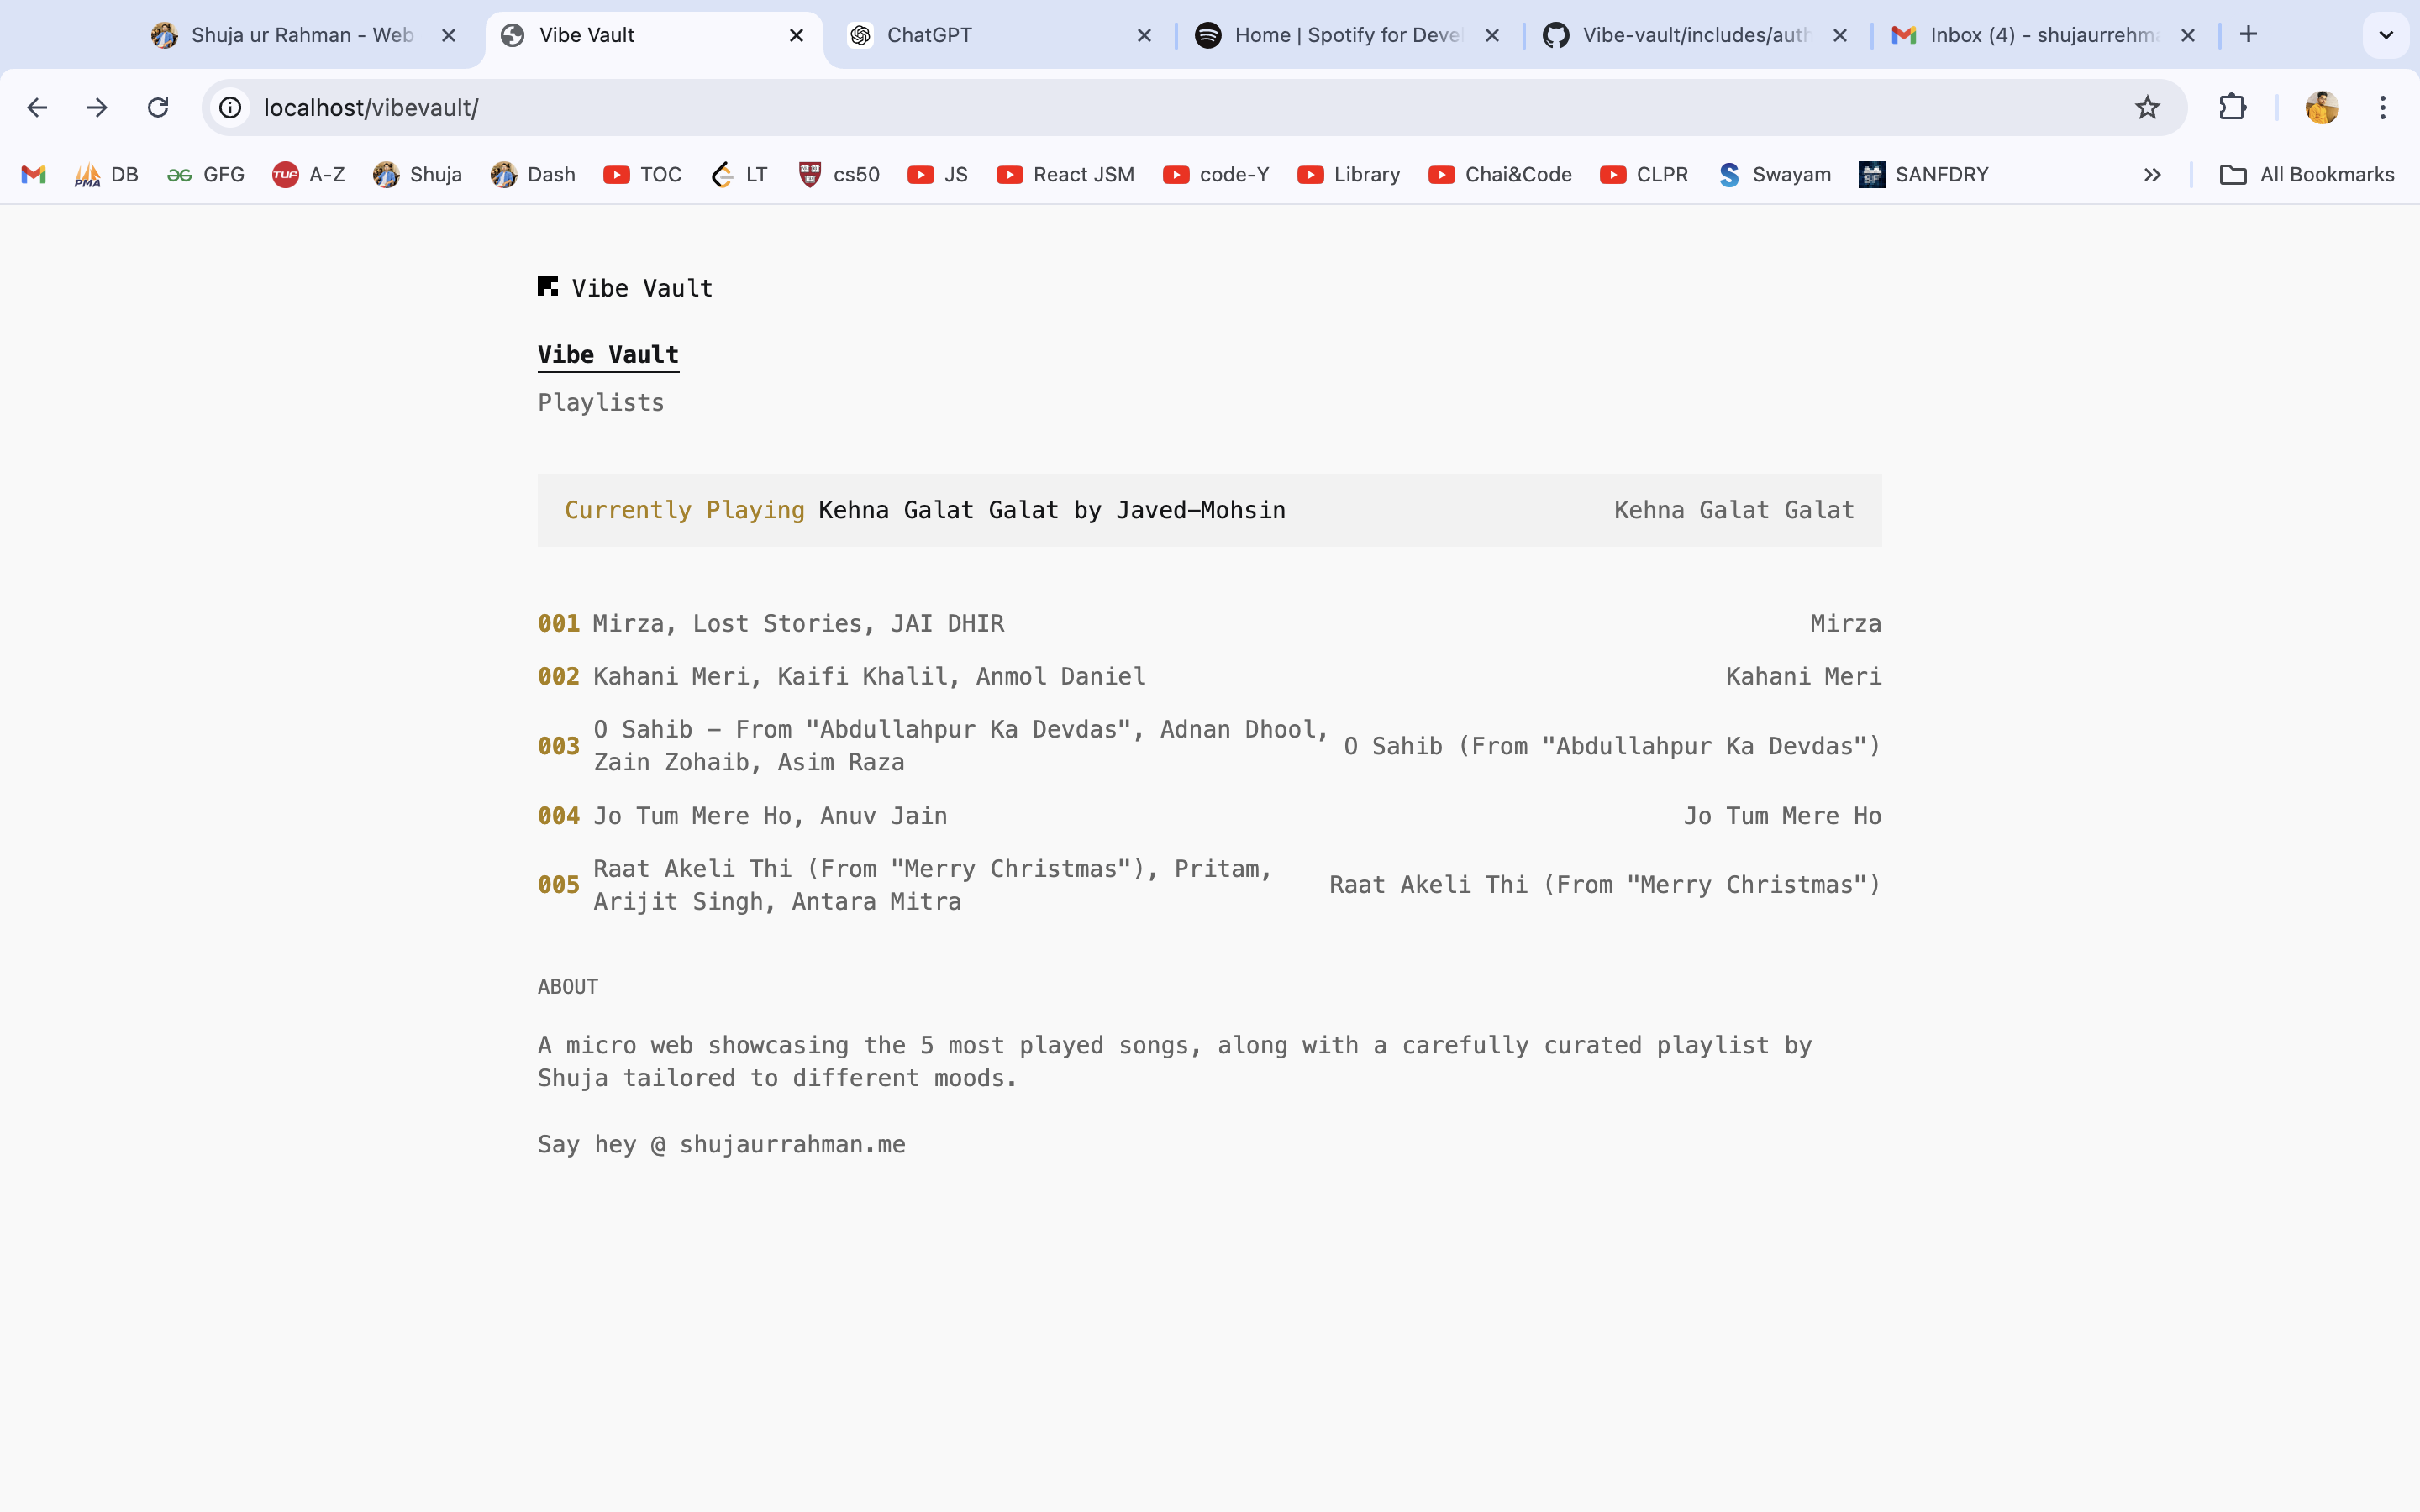 Shuja ur Rahman - Web
Vibe Vault
ChatGPT
Home | Spotify for Devel
Vibe-vault/includes/auth
Inbox (4) - shujaurrehma
localhost/vibevault/
PMA DB
GFG
TUF A-Z
Shuja
Dash
TOC
LT
cs50
JS
React JSM
code-Y
Library
Chai&Code
CLPR
Swayam
SANFDRY
All Bookmarks
Vibe Vault
Vibe Vault
Playlists
Currently Playing Kehna Galat Galat by Javed-Mohsin Kehna Galat Galat
001 Mirza, Lost Stories, JAI DHIR Mirza
002 Kahani Meri, Kaifi Khalil, Anmol Daniel Kahani Meri
003 O Sahib - From "Abdullahpur Ka Devdas", Adnan Dhool,
Zain Zohaib, Asim Raza
O Sahib (From "Abdullahpur Ka Devdas")
004 Jo Tum Mere Ho, Anuv Jain Jo Tum Mere Ho
005 Raat Akeli Thi (From "Merry Christmas"), Pritam,
Arijit Singh, Antara Mitra
Raat Akeli Thi (From "Merry Christmas")
ABOUT
A micro web showcasing the 5 most played songs, along with a carefully curated playlist by
Shuja tailored to different moods.
Say hey @ shujaurrahman.me